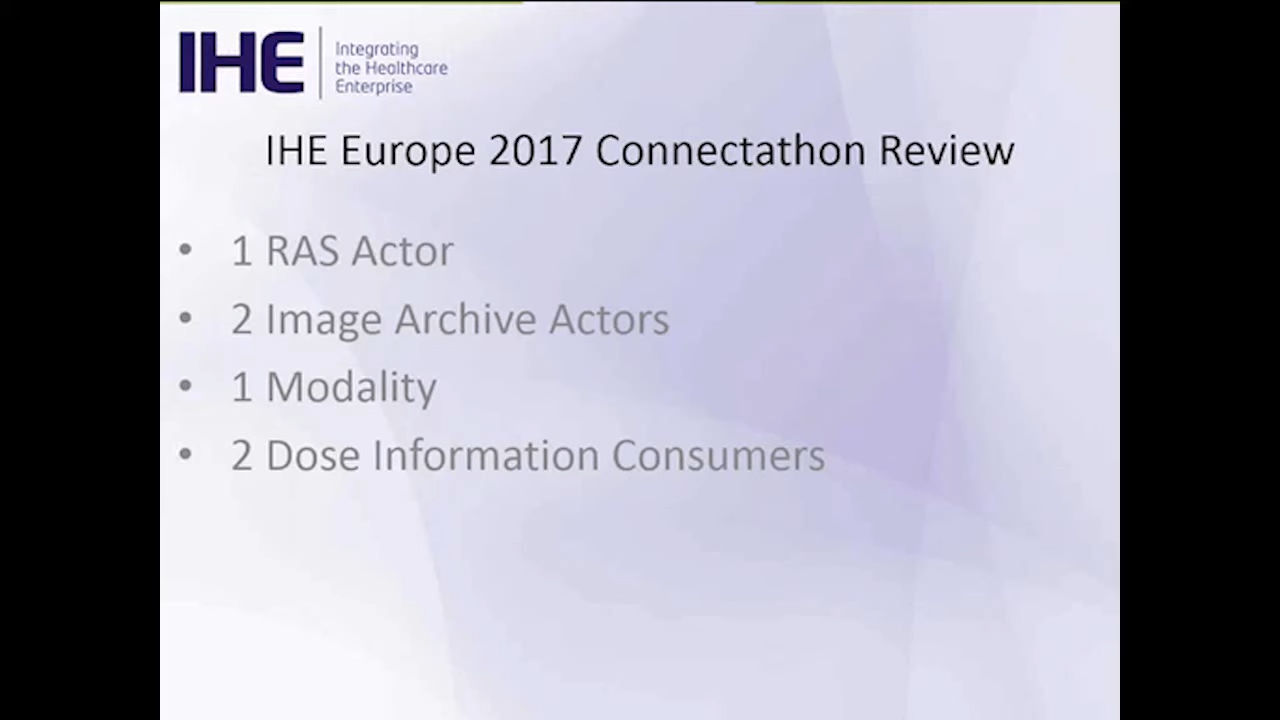 IHE
Integrating
the Healthcare
Enterprise
IHE Europe 2017 Connectathon Review
• 1 RAS Actor
• 2 Image Archive Actors
• 1 Modality
• 2 Dose Information Consumers